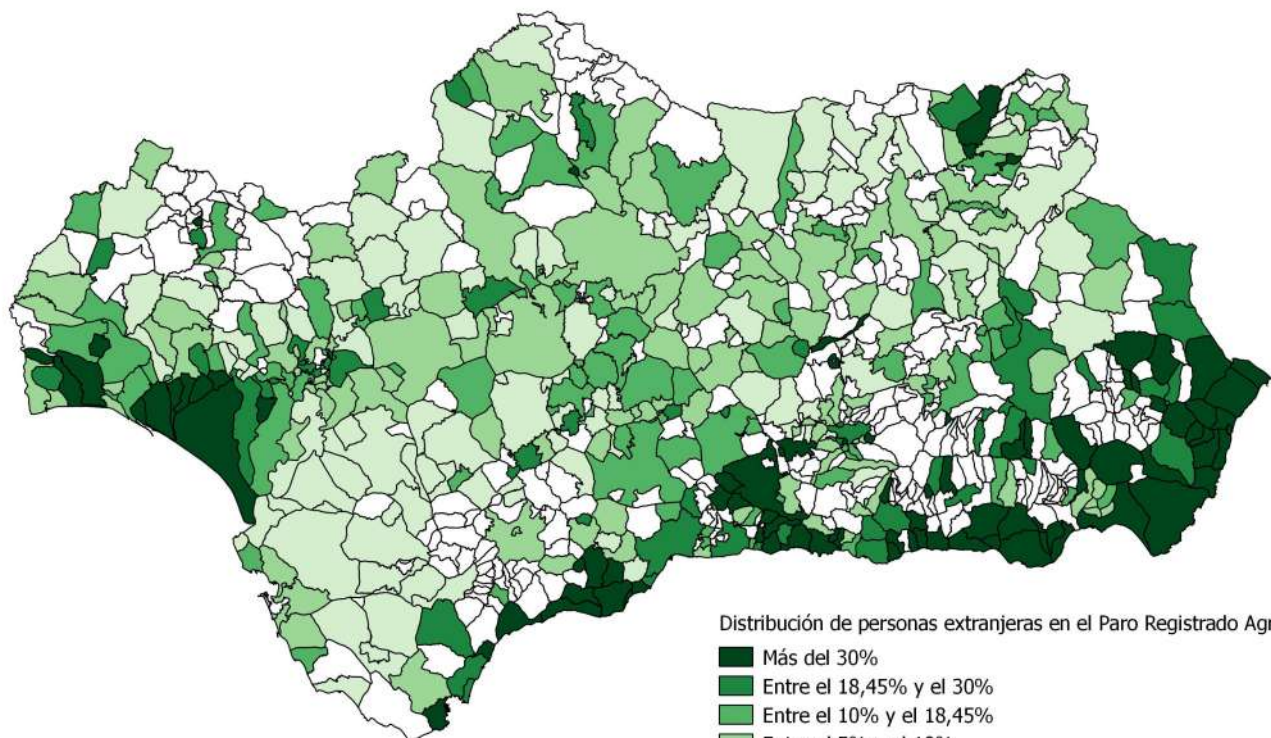 Distribución de personas extranjeras en el Paro Registrado Agr
Más del 30%
Entre el 18,45% y el 30%
Entre el 10% y el 18,45%